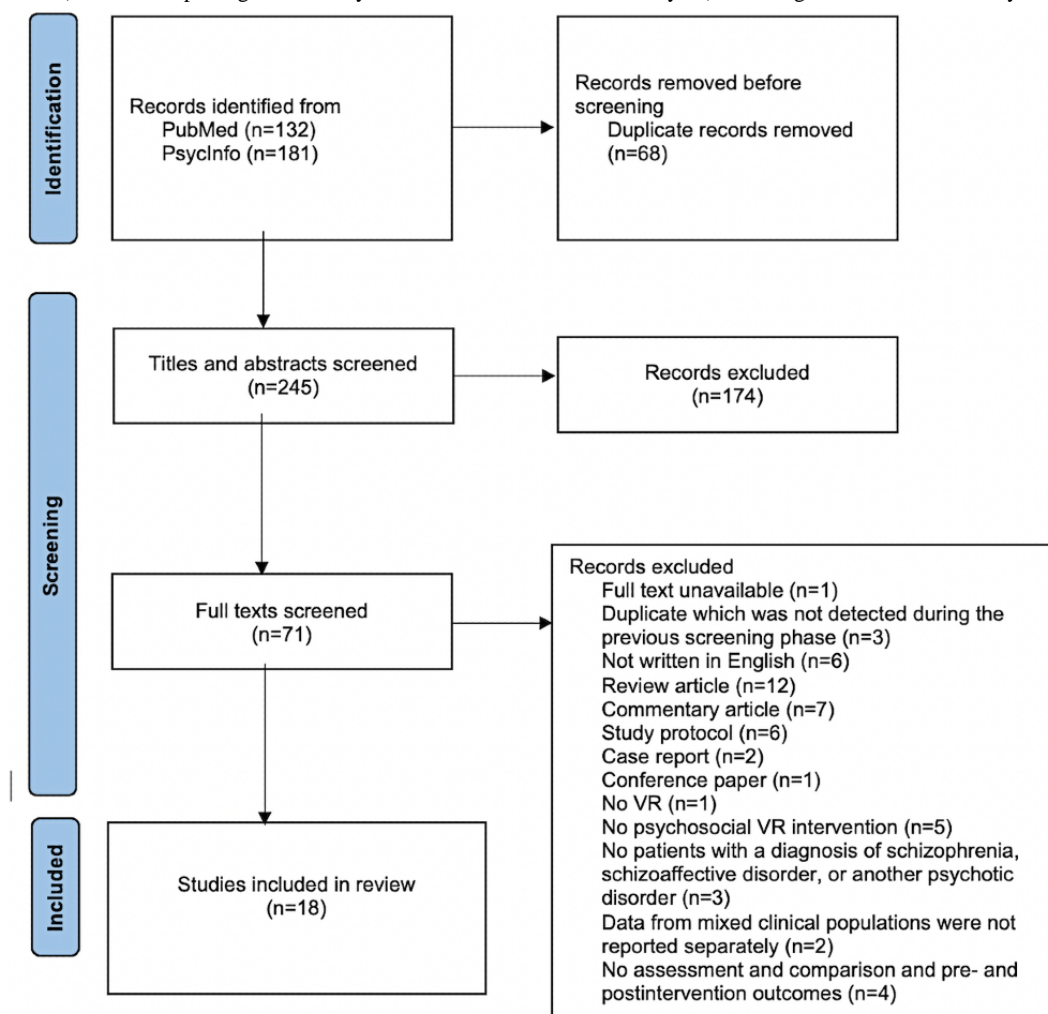 Identification
Records identified from
PubMed (n=132)
PsycInfo (n=181)
Records removed before
screening
Duplicate records removed
(n=68)
Screening
Titles and abstracts screened
(n=245)
Records excluded
(n=174)
Full texts screened
(n=71)
Records excluded
Full text unavailable (n=1)
Duplicate which was not detected during the
previous screening phase (n=3)
Not written in English (n=6)
Review article (n=12)
Commentary article (n=7)
Study protocol (n=6)
Case report (n=2)
Conference paper (n=1)
No VR (n=1)
No psychosocial VR intervention (n=5)
No patients with a diagnosis of schizophrenia,
schizoaffective disorder, or another psychotic
disorder (n=3)
Data from mixed clinical populations were not
reported separately (n=2)
No assessment and comparison and pre- and
postintervention outcomes (n=4)
Included
Studies included in review
(n=18)